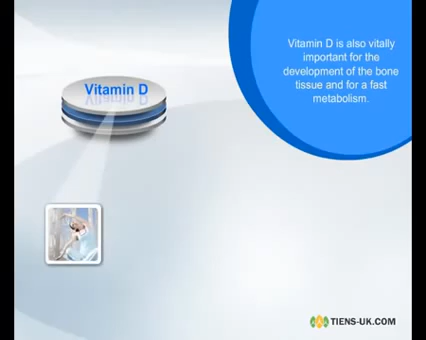 Vitamin D is also vitally
important for the
development of the bone
tissue and for a fast
metabolism.
Vitamin D
TIENS-UK.COM